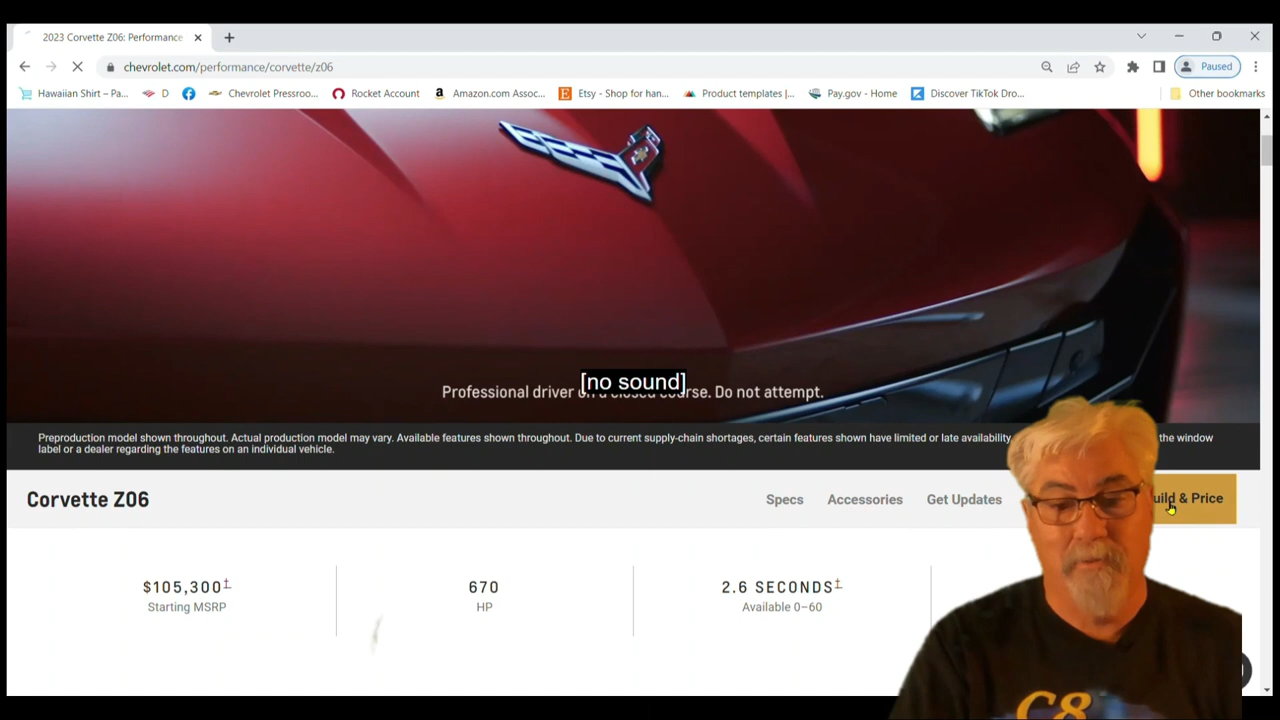 2023 Corvette Z06: Performance
chevrolet.com/performance/corvette/z06
Paused
Hawaiian Shirt – Pa...
D
Chevrolet Pressroo...
Rocket Account
Amazon.com Assoc...
Etsy - Shop for han...
Product templates |...
Pay.gov - Home
Discover TikTok Dro...
Other bookmarks
[no sound]
Professional driver on a closed course. Do not attempt.
Preproduction model shown throughout. Actual production model may vary. Available features shown throughout. Due to current supply-chain shortages, certain features shown have limited or late availability, the window
label or a dealer regarding the features on an individual vehicle.
Corvette Z06
Specs
Accessories
Get Updates
uild & Price
$105,300†
Starting MSRP
670
HP
2.6 SECONDS†
Available 0–60
C8